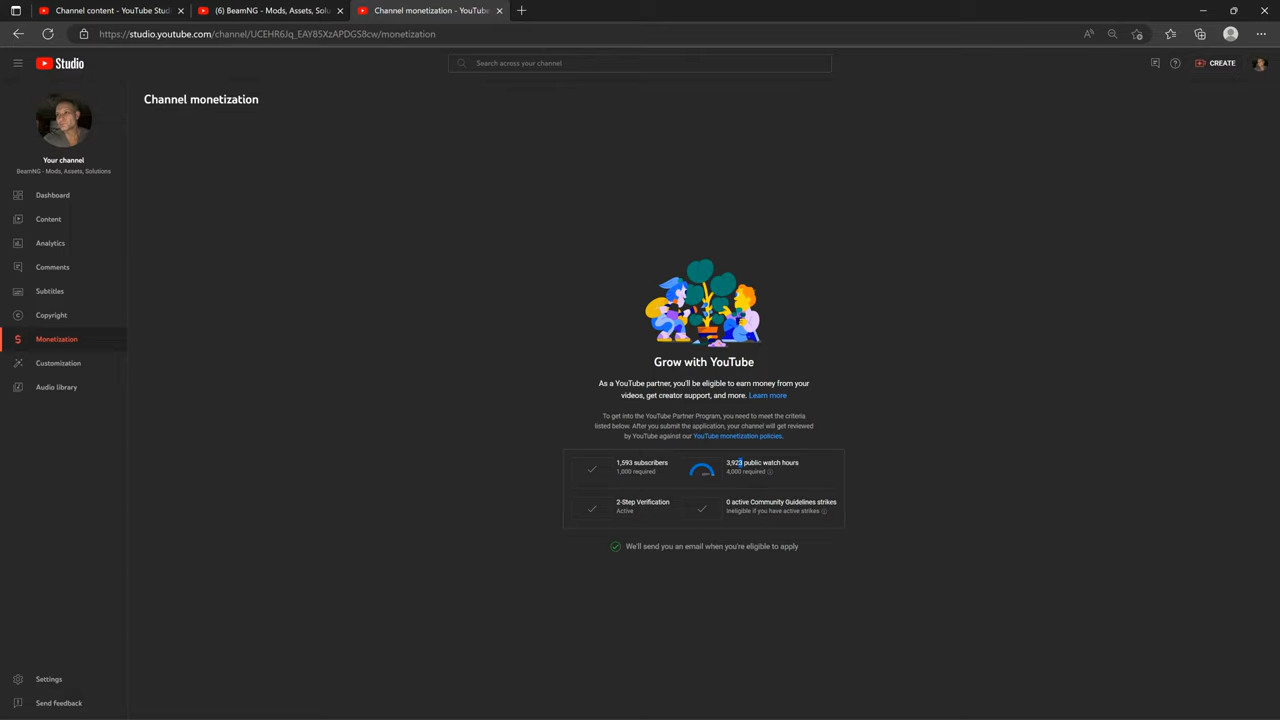 Channel content - YouTube Stud
(6) BeamNG - Mods, Assets, Solu
Channel monetization - YouTube
https://studio.youtube.com/channel/UCEHR6Jq_EAY85XzAPDGS8cw/monetization
Studio
Search across your channel
CREATE
Channel monetization
Your channel
BeamNG - Mods, Assets, Solutions
Dashboard
Content
Analytics
Comments
Subtitles
Copyright
Monetization
Customization
Audio library
Settings
Send feedback
Grow with YouTube
As a YouTube partner, you'll be eligible to earn money from your
videos, get creator support, and more. Learn more
To get into the YouTube Partner Program, you need to meet the criteria
listed below. After you submit the application, your channel will get reviewed
by YouTube against our YouTube monetization policies.
1,593 subscribers
1,000 required
3,923 public watch hours
4,000 required
2-Step Verification
Active
0 active Community Guidelines strikes
Ineligible if you have active strikes
We'll send you an email when you're eligible to apply